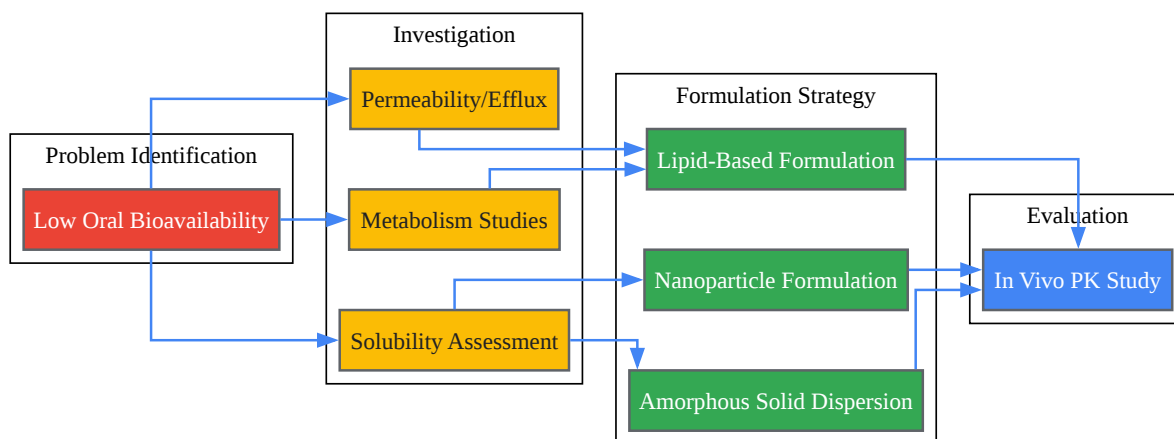 Problem Identification
Low Oral Bioavailability
Investigation
Permeability/Efflux
Metabolism Studies
Solubility Assessment
Formulation Strategy
Lipid-Based Formulation
Nanoparticle Formulation
Amorphous Solid Dispersion
Evaluation
In Vivo PK Study